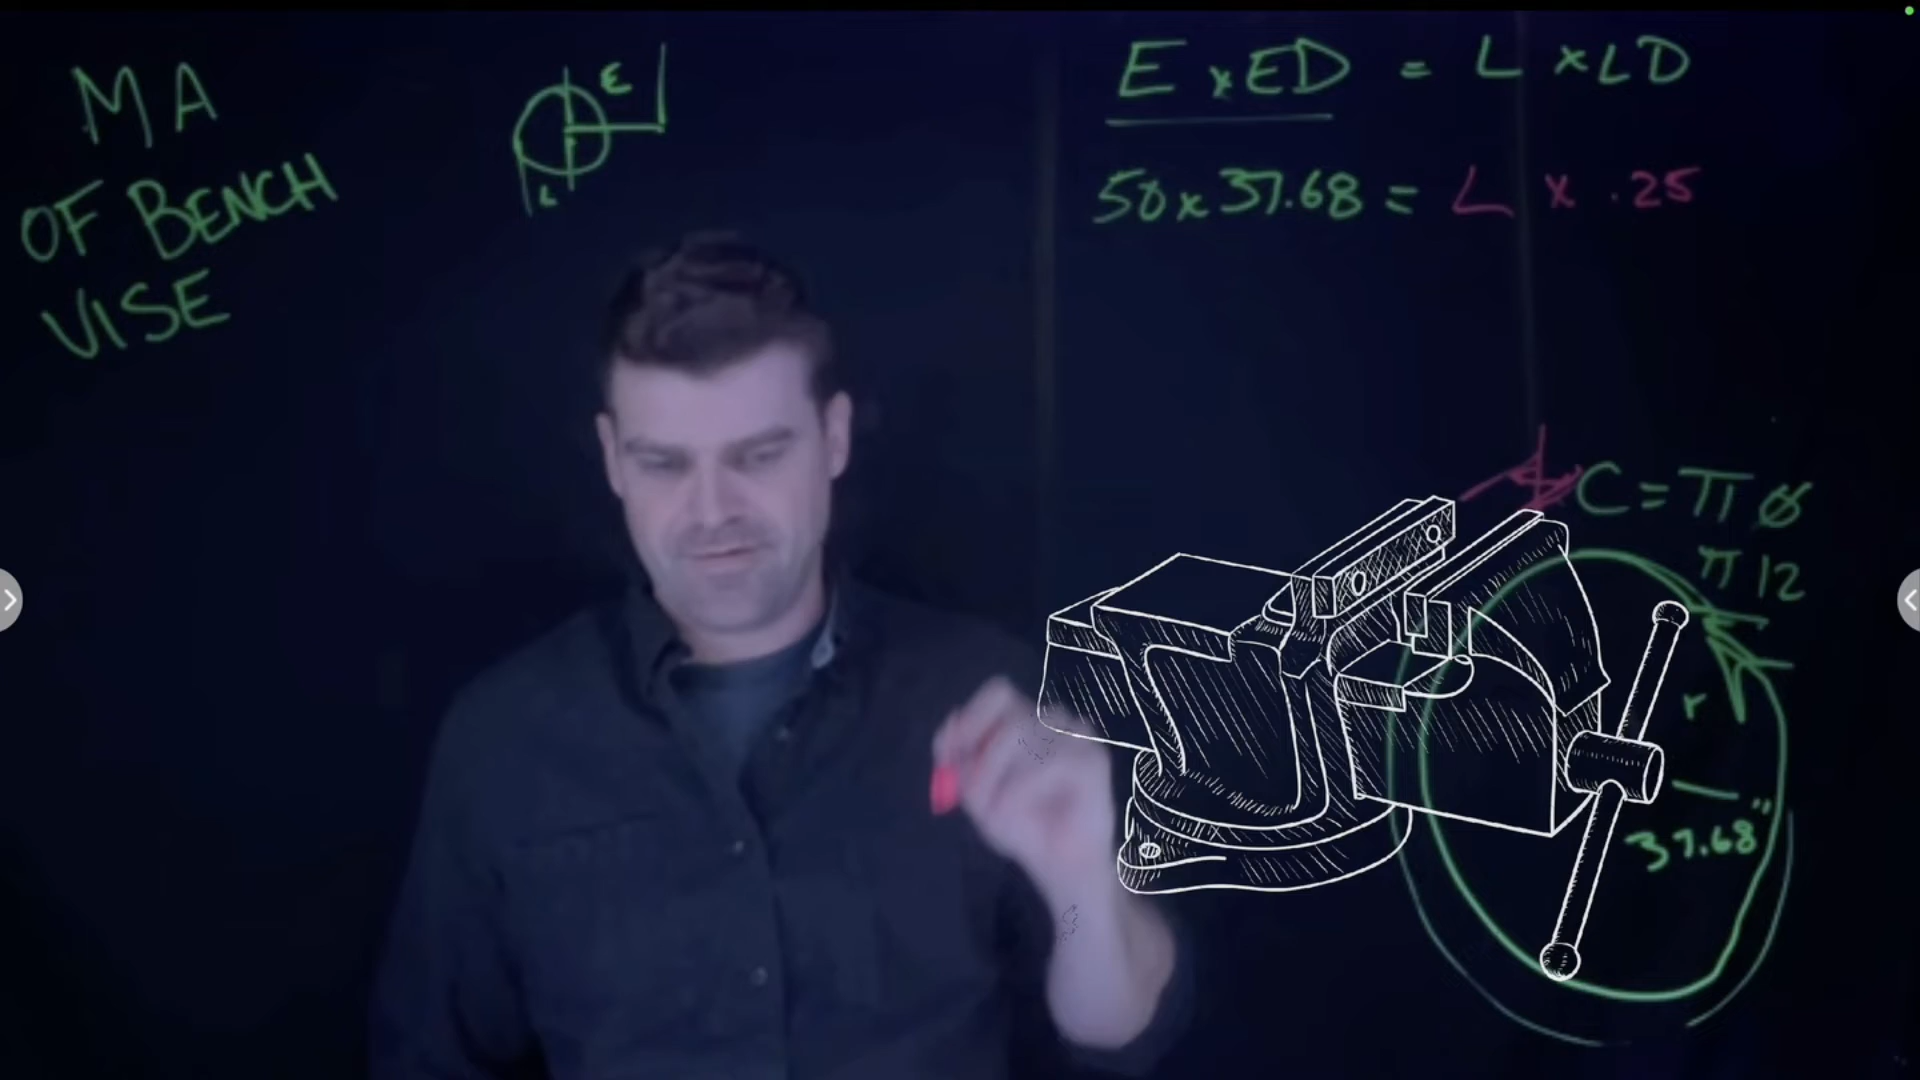 MA
OF BENCH
VISE
E
L
E x ED = L x LD
50 x 37.68 = L x .25
C = π Ø
π 12
r
37.68"